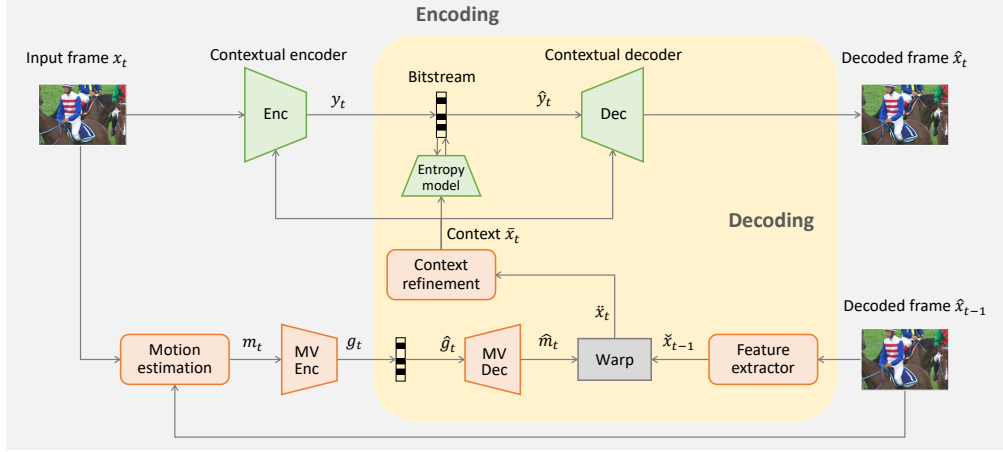 Encoding
Input frame x_t
Contextual encoder
Contextual decoder
Decoded frame x̂_t
Bitstream
Enc
y_t
ŷ_t
Dec
Entropy
model
Decoding
Context x̄_t
Context
refinement
ẍ_t
Decoded frame x̂_{t-1}
Motion
estimation
m_t
MV
Enc
g_t
ĝ_t
MV
Dec
m̂_t
Warp
x̌_{t-1}
Feature
extractor